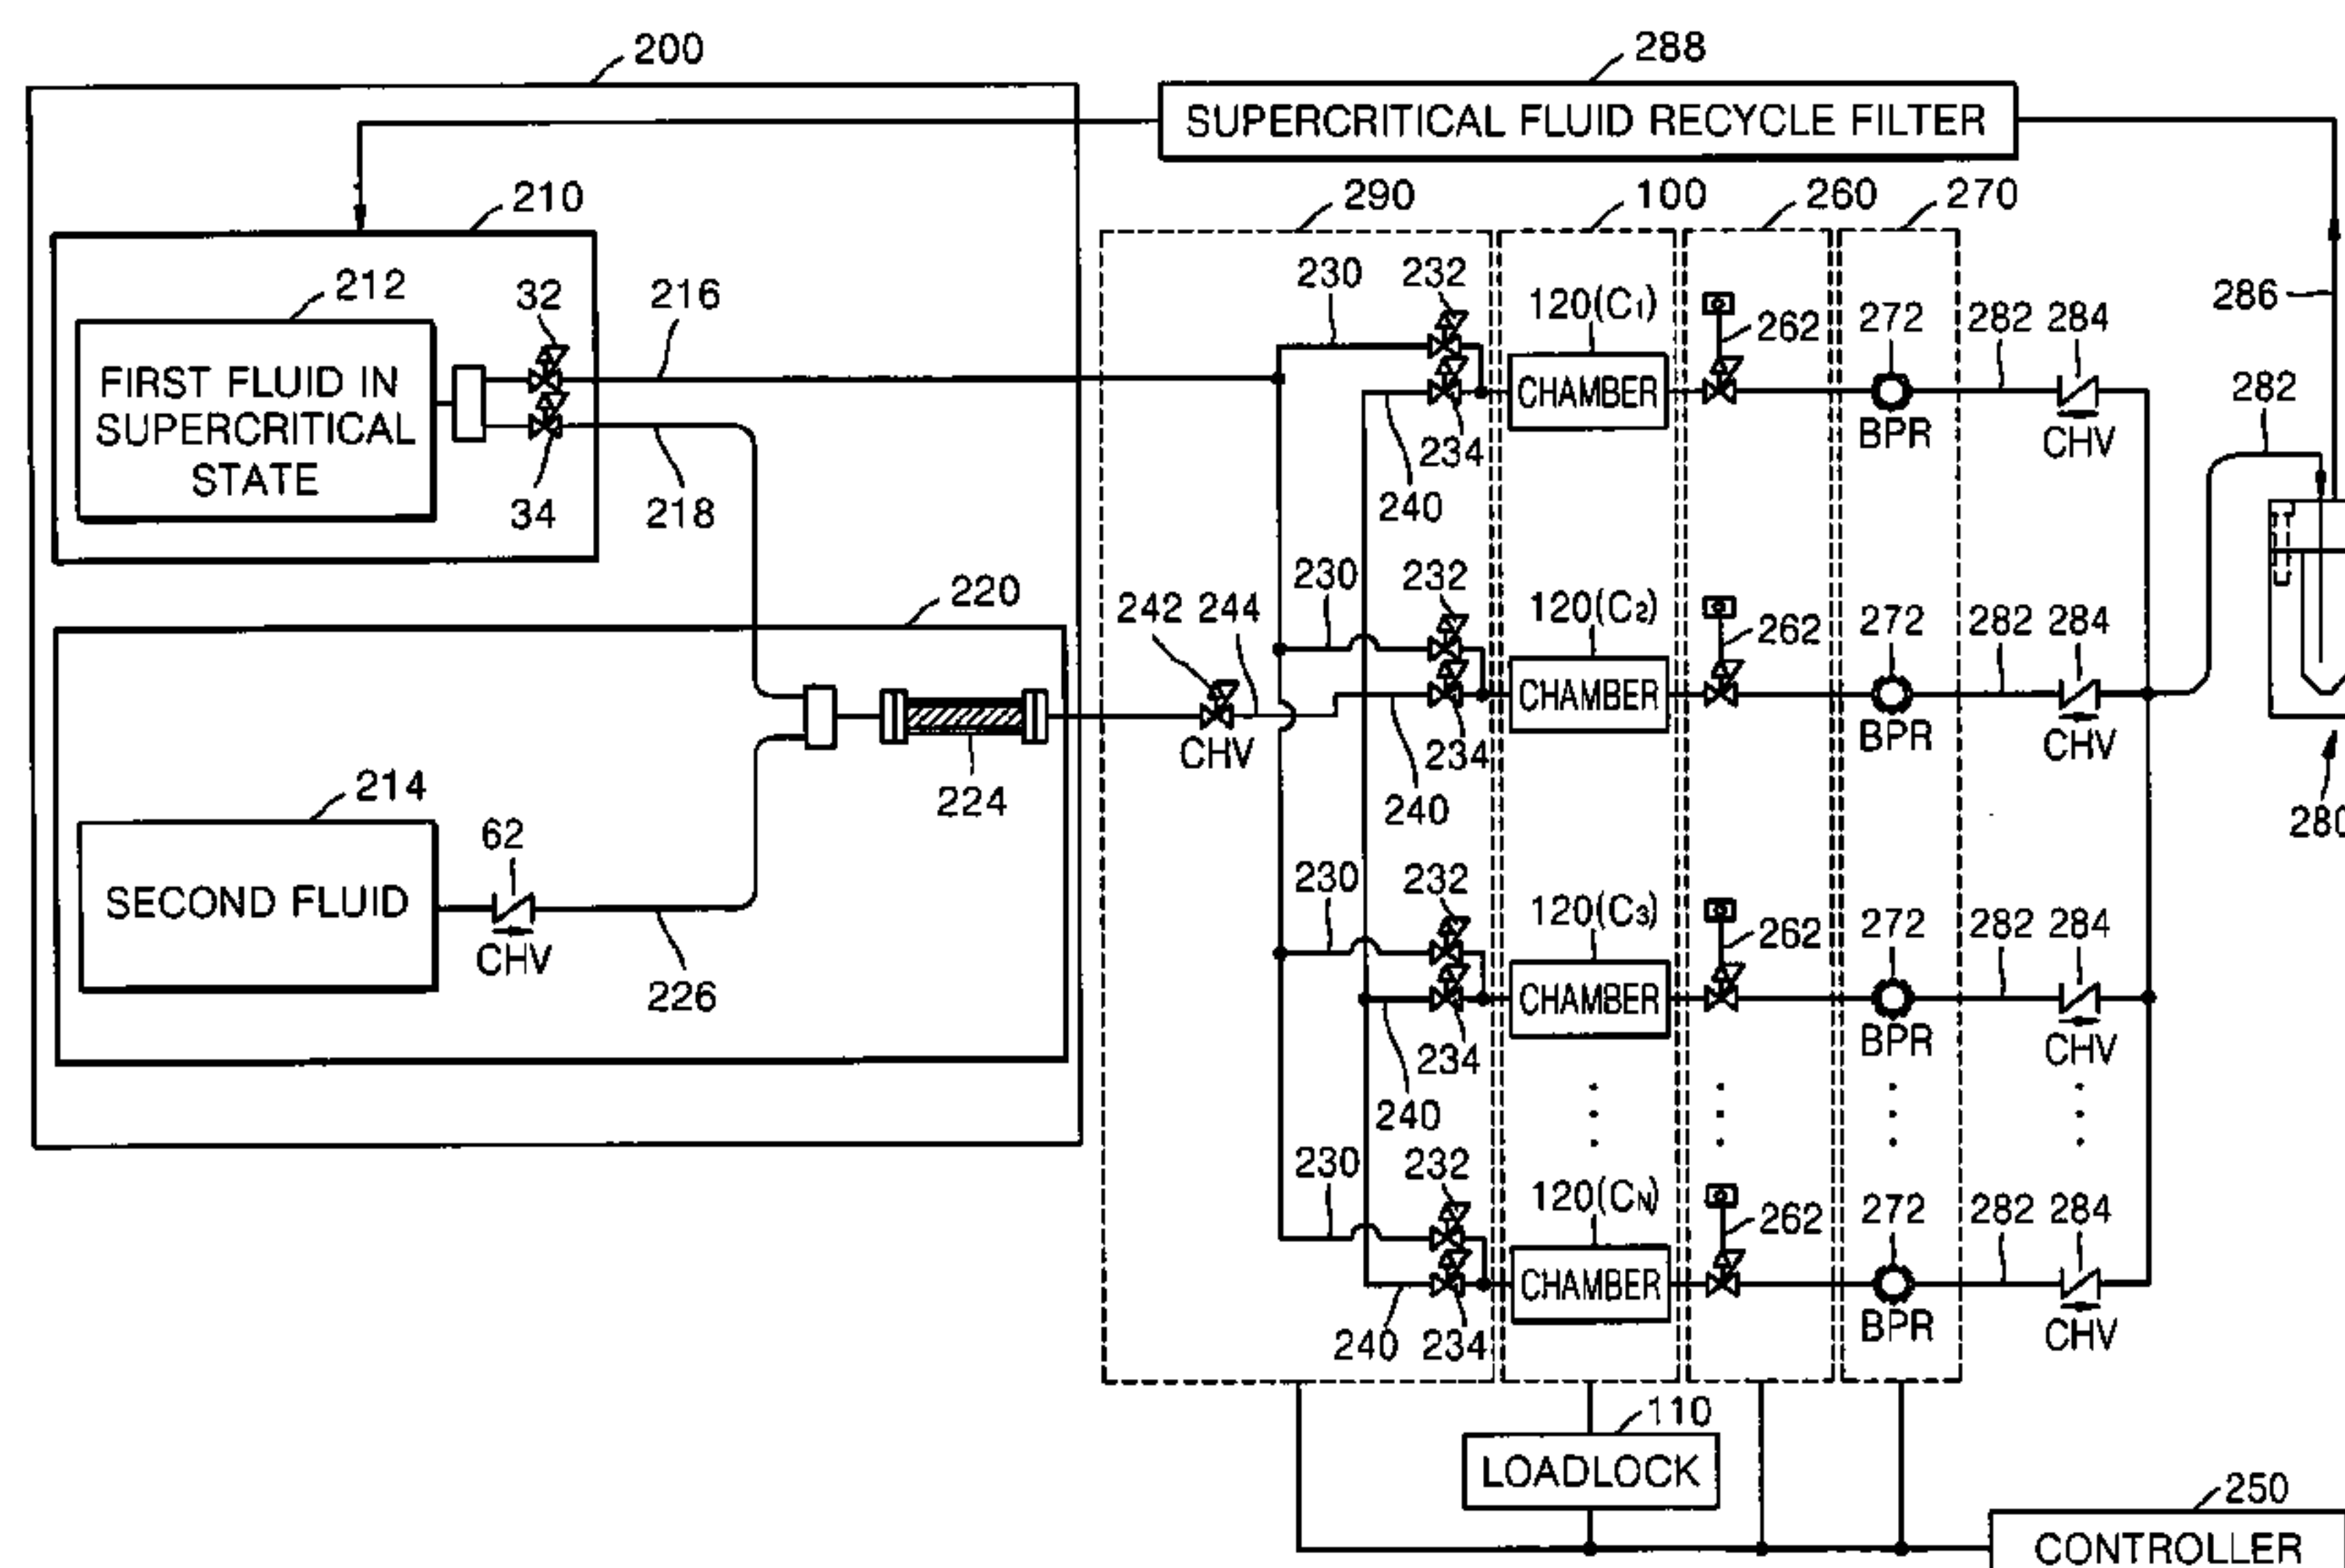 200
288
SUPERCRITICAL FLUID RECYCLE FILTER
210
290
100
260
270
212
32
216
230
232
120(C1)
262
272
282
284
286
FIRST FLUID IN
SUPERCRITICAL
STATE
CHAMBER
BPR
CHV
282
234
34
218
240
220
242
244
230
232
120(C2)
262
272
282
284
CHAMBER
CHV
234
BPR
CHV
224
240
280
214
62
230
232
120(C3)
262
272
282
284
SECOND FLUID
CHV
226
CHAMBER
BPR
CHV
234
240
230
232
120(CN)
262
272
282
284
CHAMBER
240
234
BPR
CHV
110
LOADLOCK
250
CONTROLLER